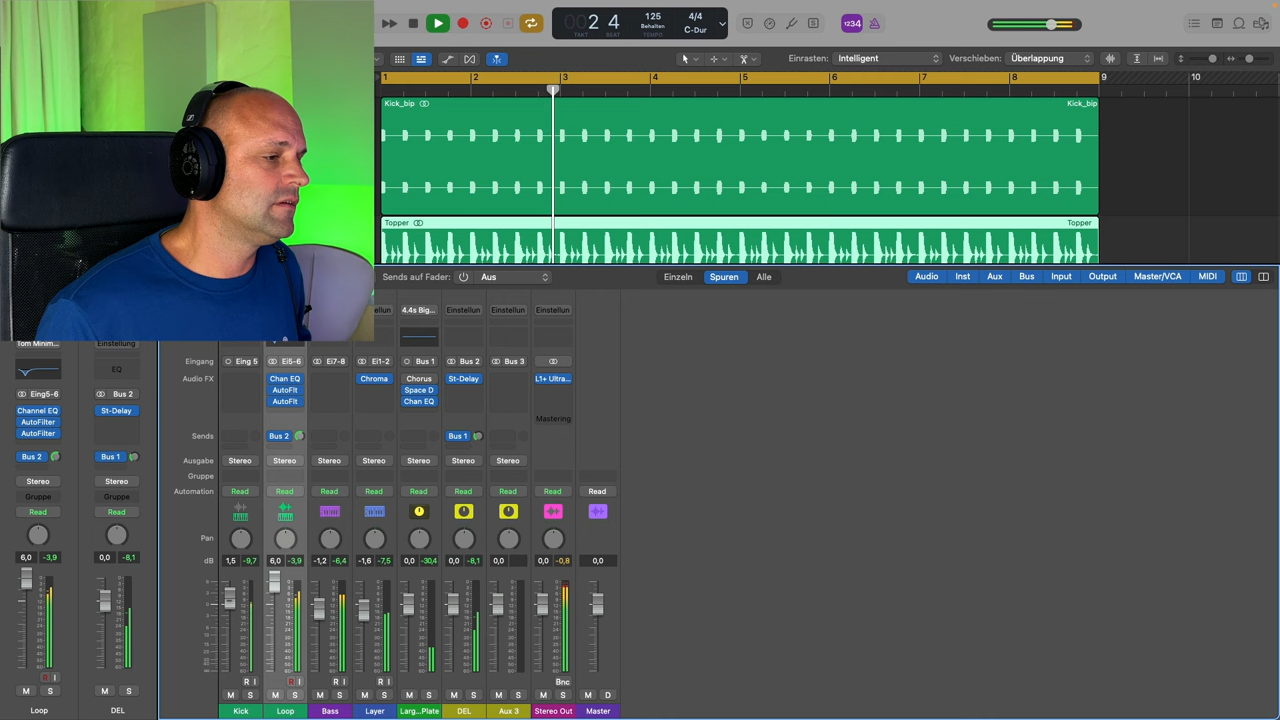 002 4
TAKT BEAT
125
Behalten
TEMPO
4/4
C-Dur
1234
Einrasten: Intelligent
Verschieben: Überlappung
1 2 3 4 5 6 7 8 9 10
Kick_bip Kick_bip
Topper Topper
Sends auf Fader: Aus
Einzeln Spuren Alle
Audio Inst Aux Bus Input Output Master/VCA MIDI
4.4s Big... Einstellun Einstellun Einstellun
Einstellung
EQ
Eingang Eing 5 Ei5-6 Ei7-8 Ei1-2 Bus 1 Bus 2 Bus 3
Audio FX Chan EQ Chroma Chorus St-Delay L1+ Ultra...
AutoFlt Space D
AutoFlt Chan EQ
Eing5-6 Bus 2
Channel EQ St-Delay
AutoFilter
AutoFilter
Mastering
Sends Bus 2 Bus 1
Bus 2 Bus 1
Ausgabe Stereo Stereo Stereo Stereo Stereo Stereo Stereo
Gruppe
Stereo Stereo
Gruppe Gruppe
Automation Read Read Read Read Read Read Read Read Read
Read Read
Pan
dB 1,5 -9,7 6,0 -3,9 -1,2 -6,4 -1,6 -7,5 0,0 -30,4 0,0 -8,1 0,0 0,0 -0,8 0,0
6,0 -3,9 0,0 -8,1
R I R I R I R I Bnc
R I
M S M S M S M S M S M S M S M S M D
M S M S
Loop DEL Kick Loop Bass Layer Larg...Plate DEL Aux 3 Stereo Out Master